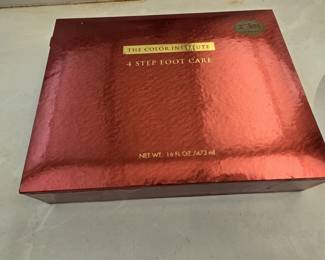 THE COLOR INSTITUTE
4 STEP FOOT CARE
NET WT. 16 FL OZ./473 ml